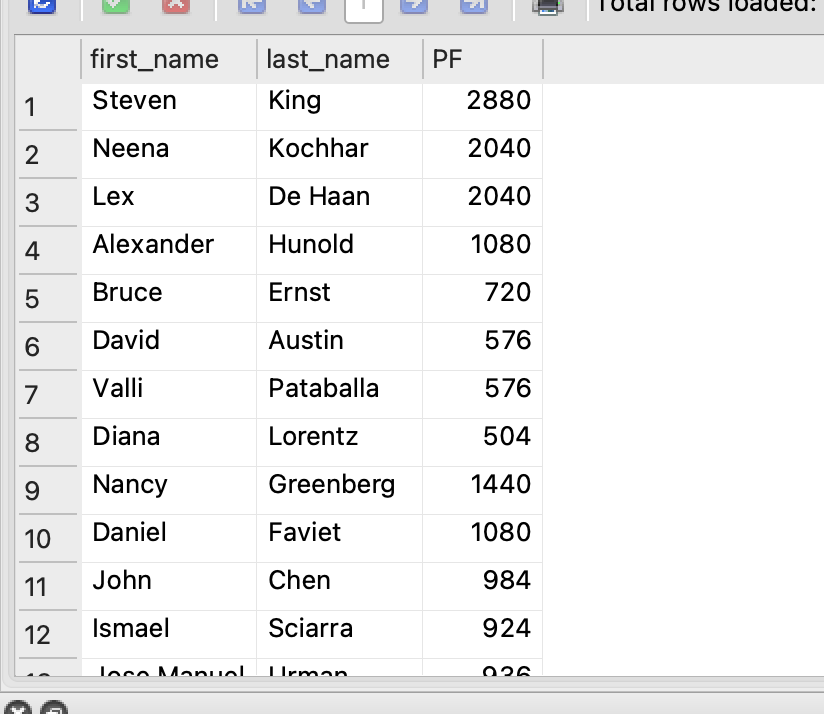 Total rows loaded:
first_name last_name PF
1 Steven King 2880
2 Neena Kochhar 2040
3 Lex De Haan 2040
4 Alexander Hunold 1080
5 Bruce Ernst 720
6 David Austin 576
7 Valli Pataballa 576
8 Diana Lorentz 504
9 Nancy Greenberg 1440
10 Daniel Faviet 1080
11 John Chen 984
12 Ismael Sciarra 924
Jose Manuel Urman 936